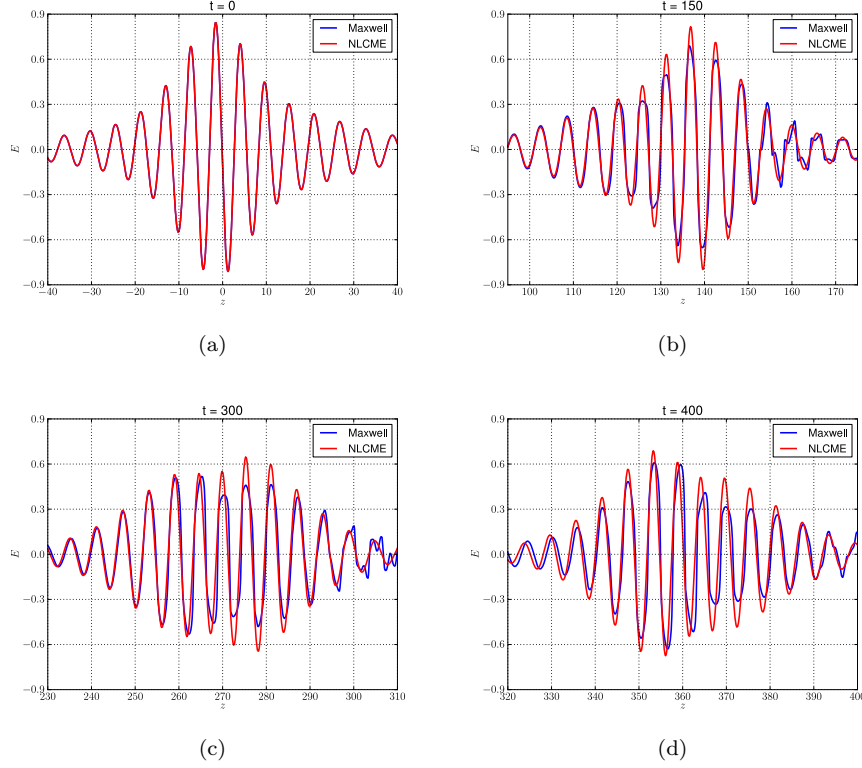 t = 0
0.9
0.6
0.3
0.0
−0.3
−0.6
−0.9
E
−40 −30 −20 −10 0 10 20 30 40
z
Maxwell
NLCME
(a)
t = 150
0.9
0.6
0.3
0.0
−0.3
−0.6
−0.9
E
100 110 120 130 140 150 160 170
z
Maxwell
NLCME
(b)
t = 300
0.9
0.6
0.3
0.0
−0.3
−0.6
−0.9
E
230 240 250 260 270 280 290 300 310
z
Maxwell
NLCME
(c)
t = 400
0.9
0.6
0.3
0.0
−0.3
−0.6
−0.9
E
320 330 340 350 360 370 380 390 400
z
Maxwell
NLCME
(d)